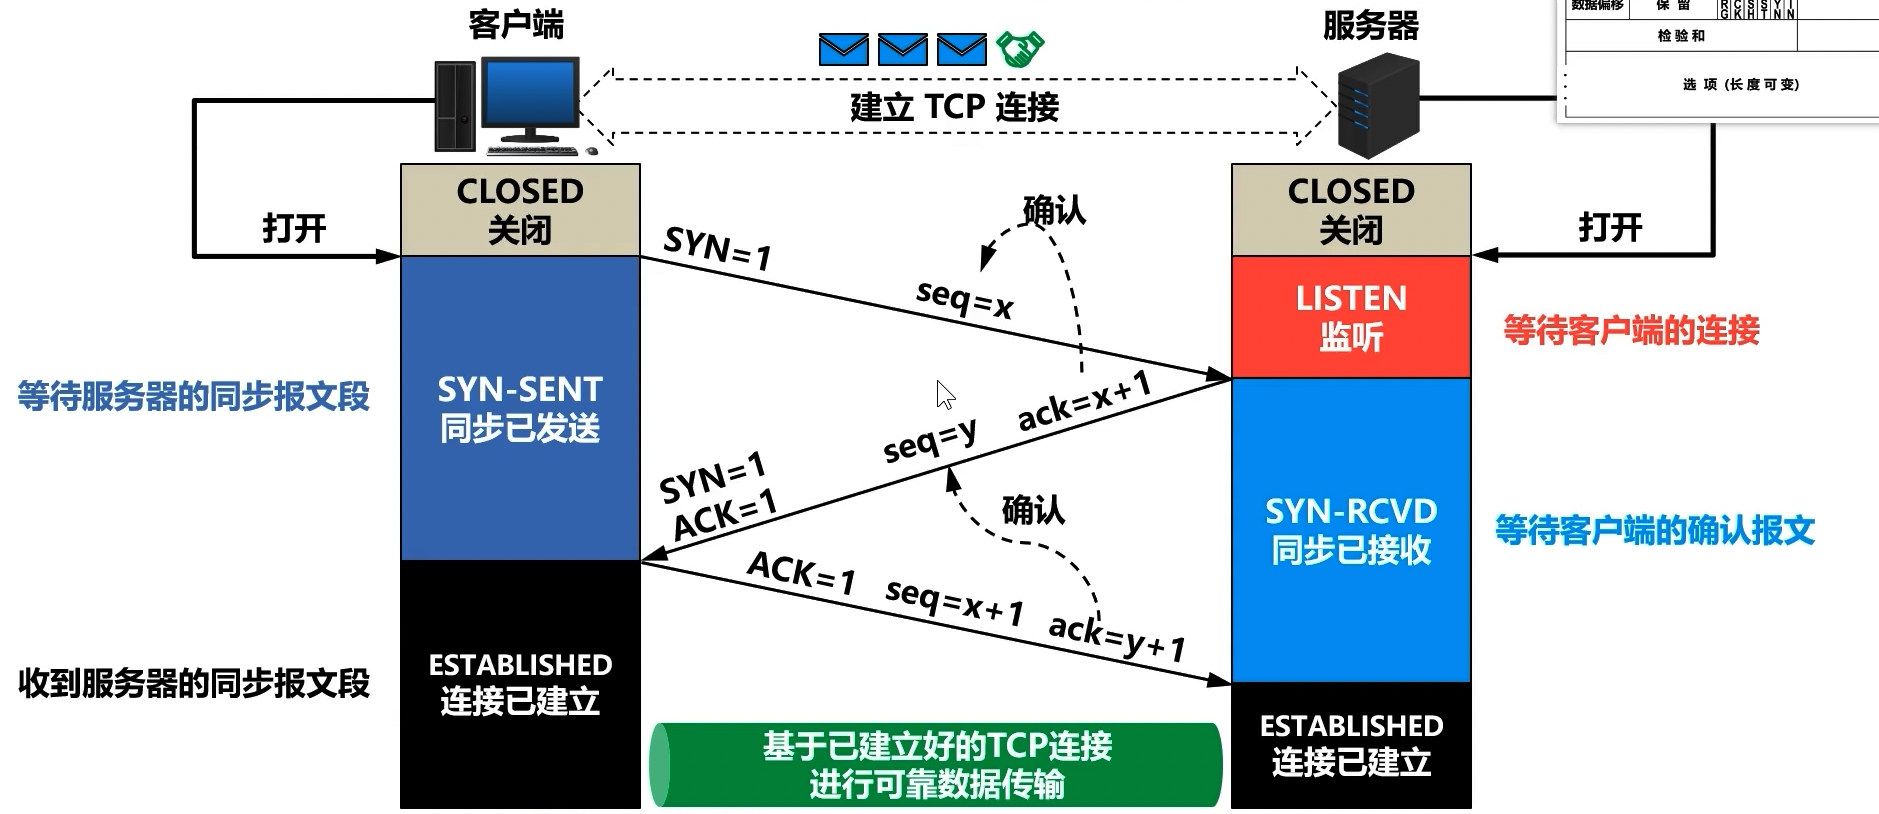 客户端
服务器
数据偏移
保 留
R C S S Y I
G K H T N N
检验和
选 项 (长度可变)
建立 TCP 连接
CLOSED
关闭
CLOSED
关闭
打开
打开
确认
SYN=1
seq=x
LISTEN
监听
等待客户端的连接
等待服务器的同步报文段
SYN-SENT
同步已发送
ack=x+1
seq=y
SYN=1
ACK=1
确认
SYN-RCVD
同步已接收
等待客户端的确认报文
ACK=1
seq=x+1
ack=y+1
收到服务器的同步报文段
ESTABLISHED
连接已建立
ESTABLISHED
连接已建立
基于已建立好的TCP连接
进行可靠数据传输